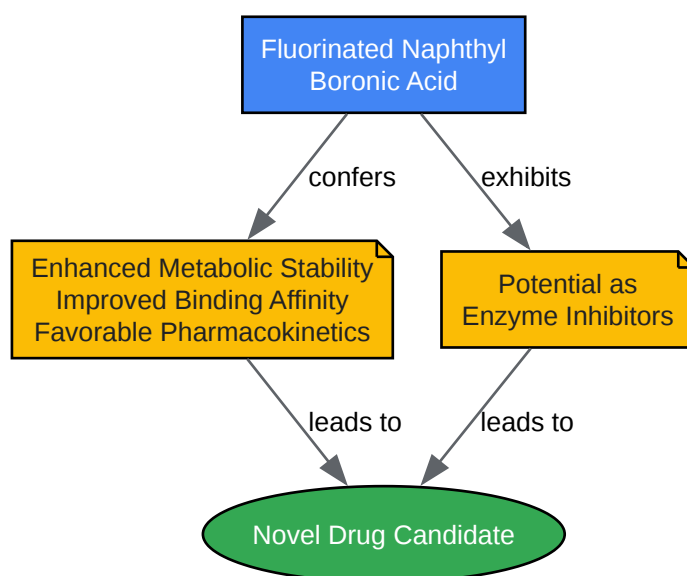 Fluorinated Naphthyl
Boronic Acid
confers
exhibits
Enhanced Metabolic Stability
Improved Binding Affinity
Favorable Pharmacokinetics
Potential as
Enzyme Inhibitors
leads to
leads to
Novel Drug Candidate